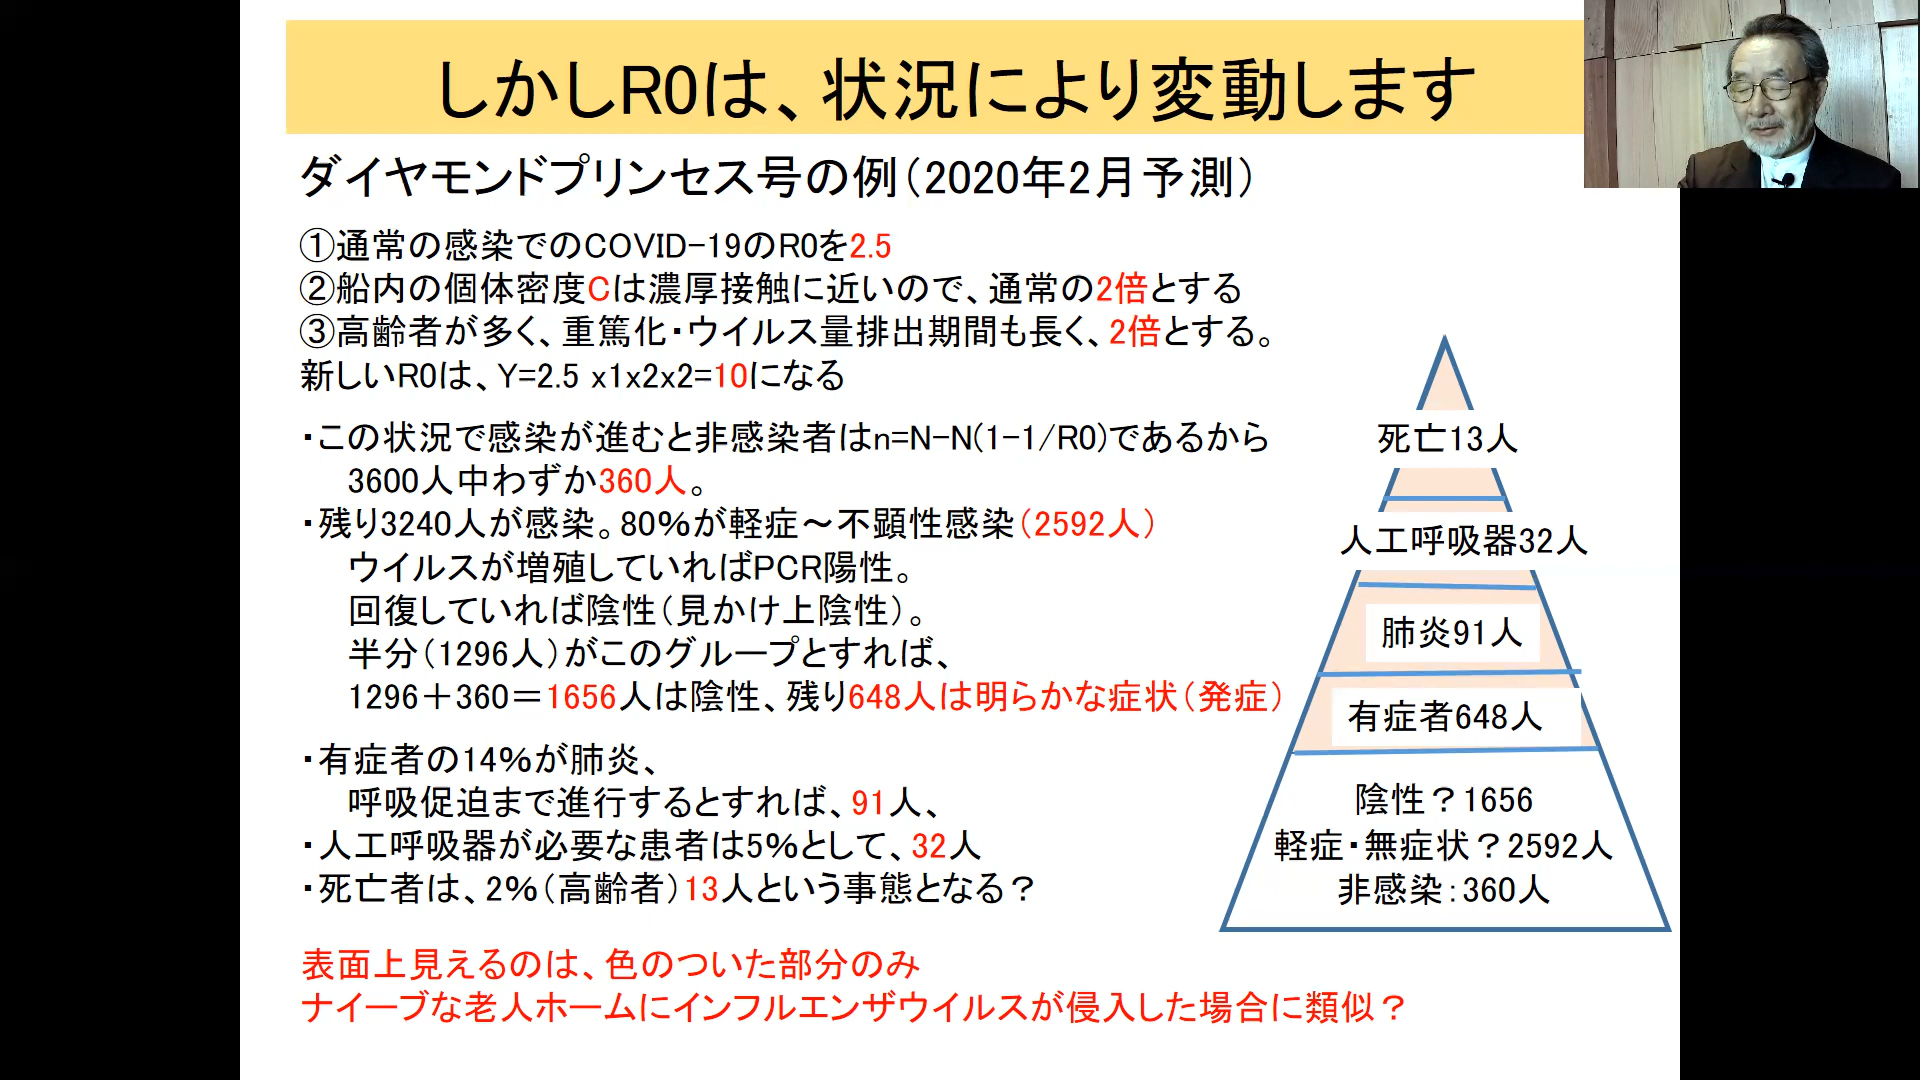 しかしR0は、状況により変動します
ダイヤモンドプリンセス号の例（2020年2月予測）
①通常の感染でのCOVID-19のR0を2.5
②船内の個体密度Cは濃厚接触に近いので、通常の2倍とする
③高齢者が多く、重篤化・ウイルス量排出期間も長く、2倍とする。
新しいR0は、Y=2.5 x1x2x2=10になる
・この状況で感染が進むと非感染者はn=N-N(1-1/R0)であるから
3600人中わずか360人。
・残り3240人が感染。80%が軽症～不顕性感染（2592人）
ウイルスが増殖していればPCR陽性。
回復していれば陰性（見かけ上陰性）。
半分（1296人）がこのグループとすれば、
1296＋360＝1656人は陰性、残り648人は明らかな症状（発症）
・有症者の14%が肺炎、
呼吸促迫まで進行するとすれば、91人、
・人工呼吸器が必要な患者は5%として、32人
・死亡者は、2%（高齢者）13人という事態となる？
表面上見えるのは、色のついた部分のみ
ナイーブな老人ホームにインフルエンザウイルスが侵入した場合に類似？
死亡13人
人工呼吸器32人
肺炎91人
有症者648人
陰性？1656
軽症・無症状？2592人
非感染：360人